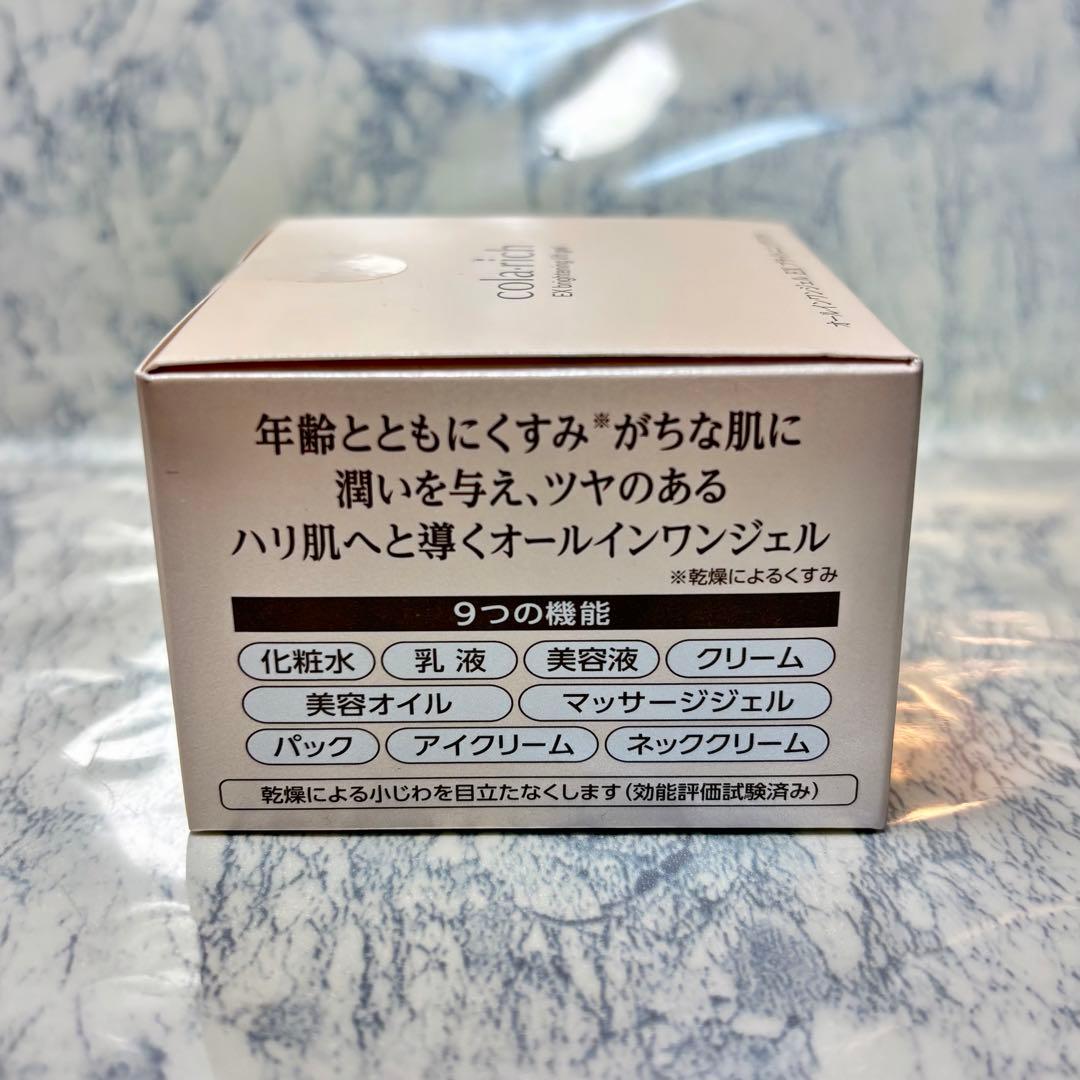 cola·rich
EX brightening lift gel
年齢とともにくすみ※がちな肌に
潤いを与え、ツヤのある
ハリ肌へと導くオールインワンジェル
※乾燥によるくすみ
9つの機能
化粧水 乳液 美容液 クリーム
美容オイル マッサージジェル
パック アイクリーム ネッククリーム
乾燥による小じわを目立たなくします(効能評価試験済み)